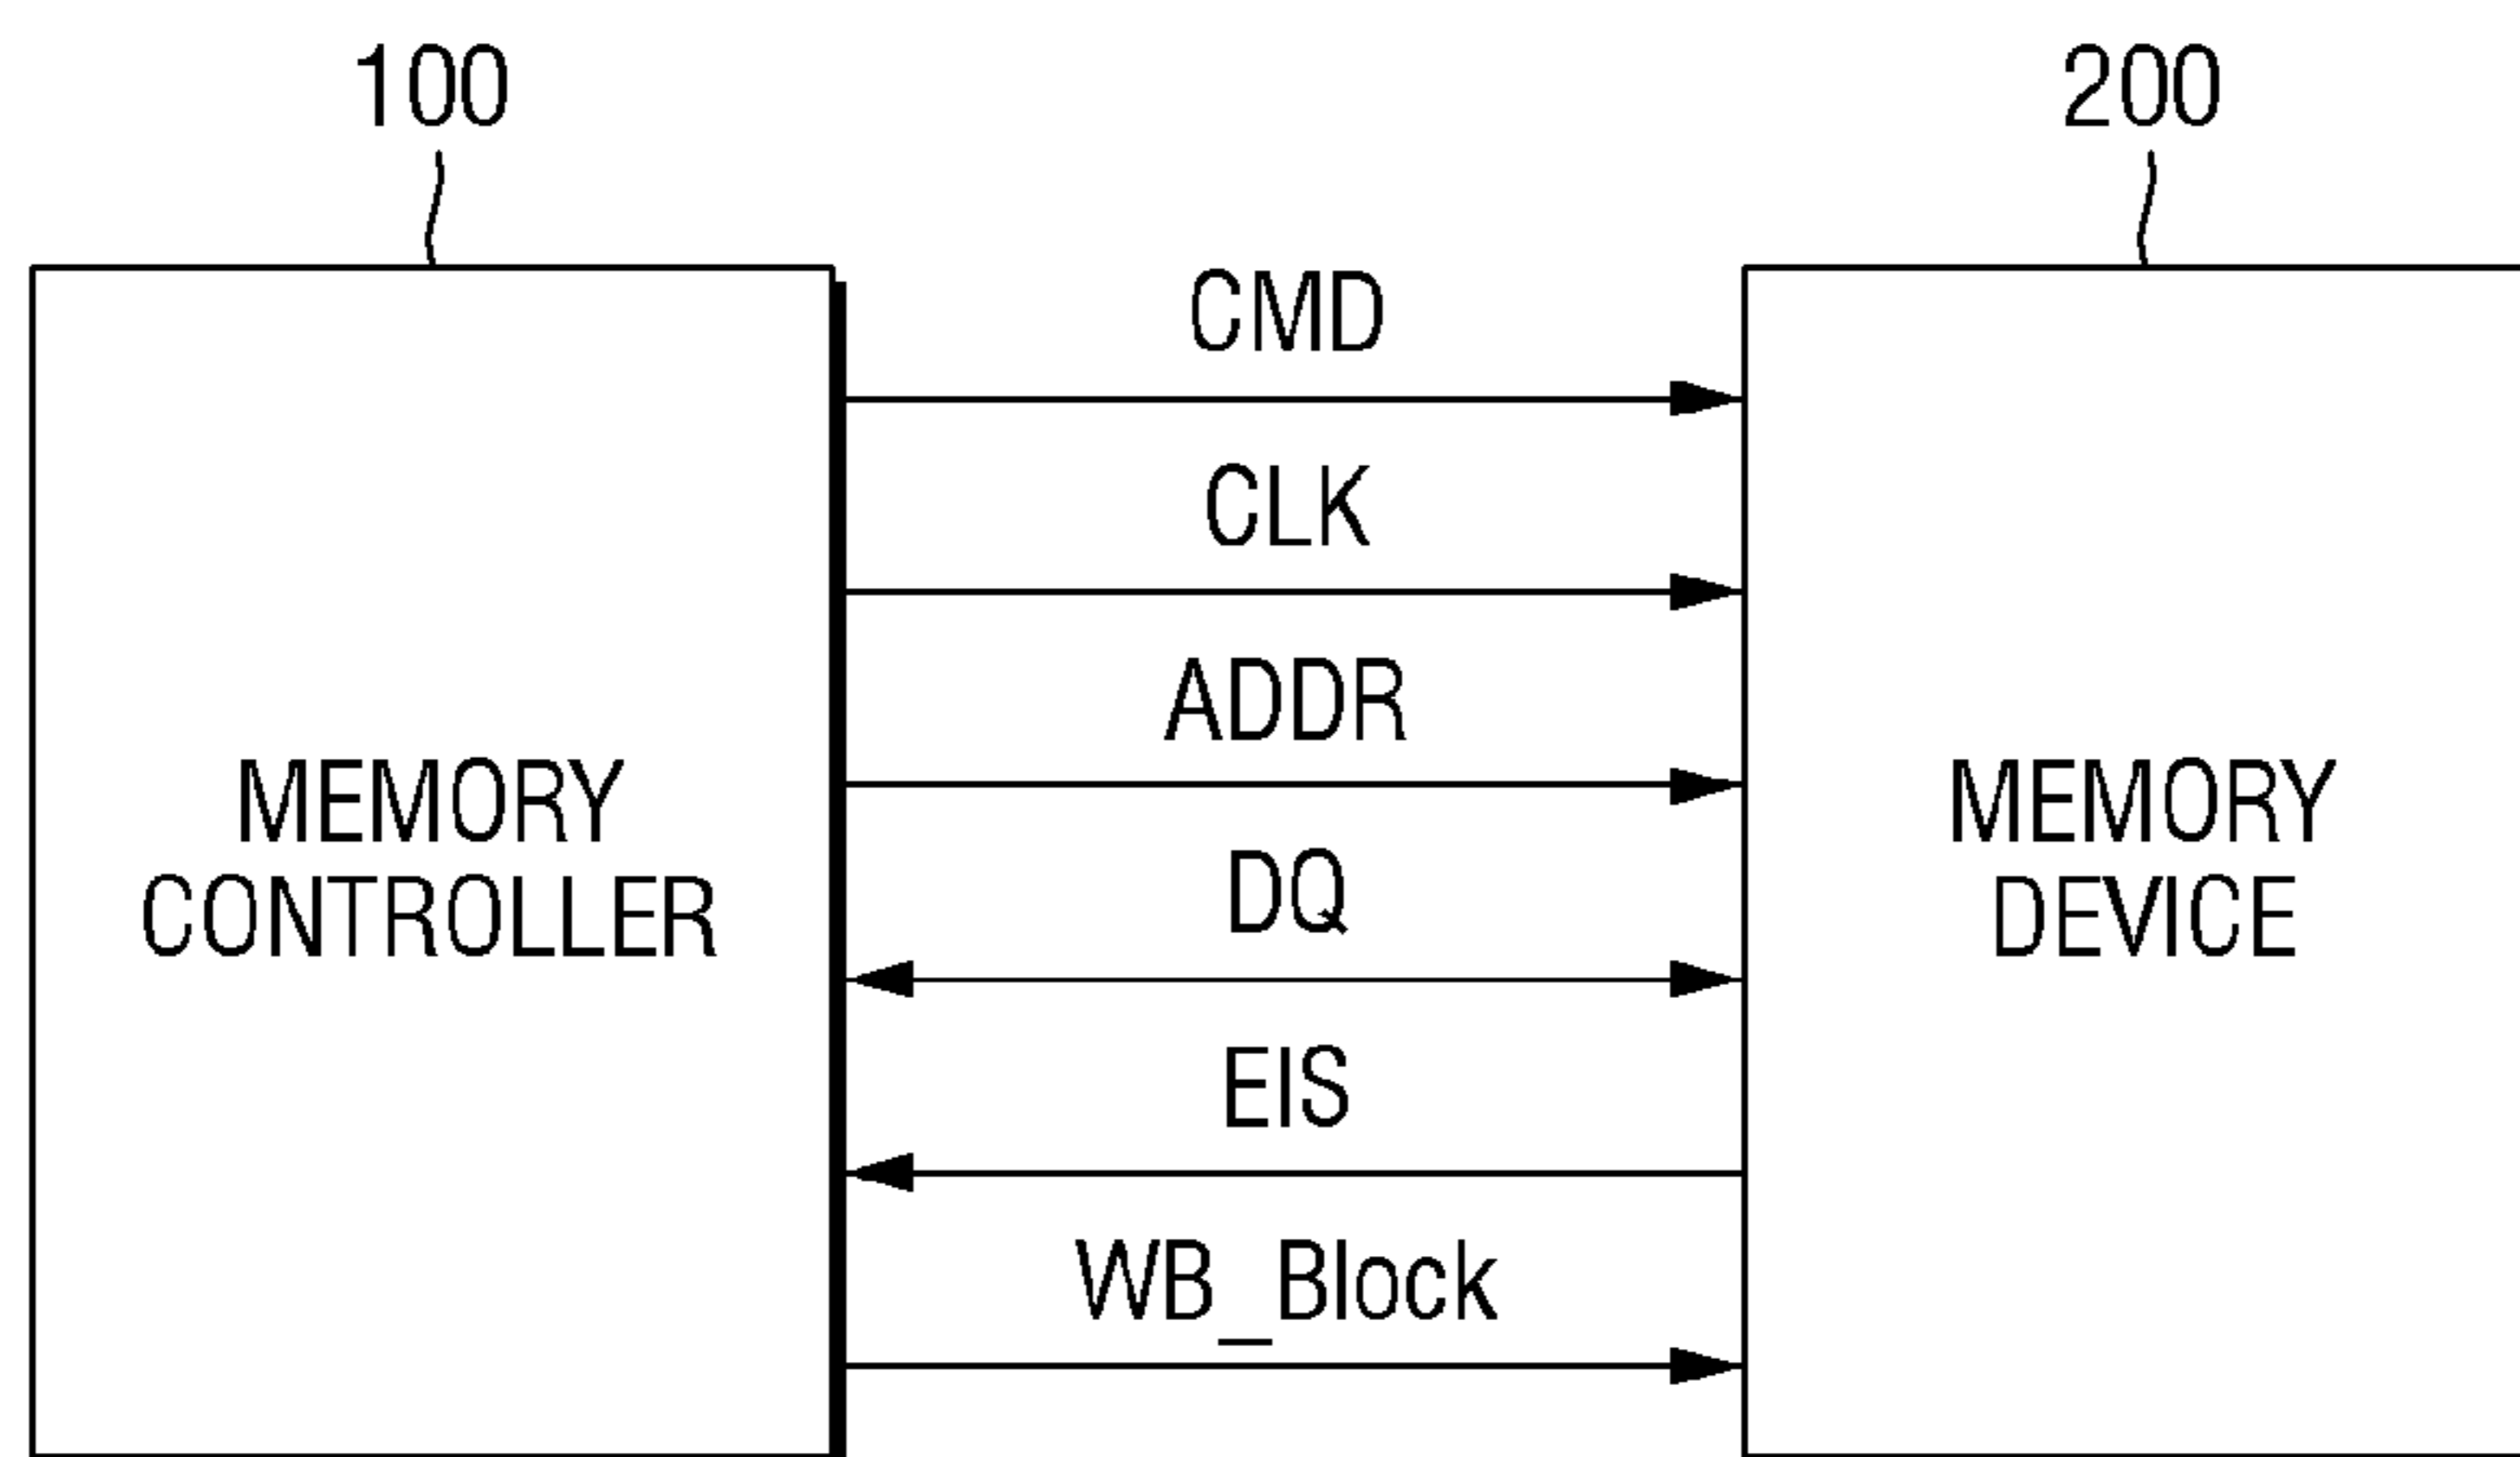 100
200
CMD
CLK
ADDR
MEMORY
CONTROLLER
DQ
MEMORY
DEVICE
EIS
WB_Block